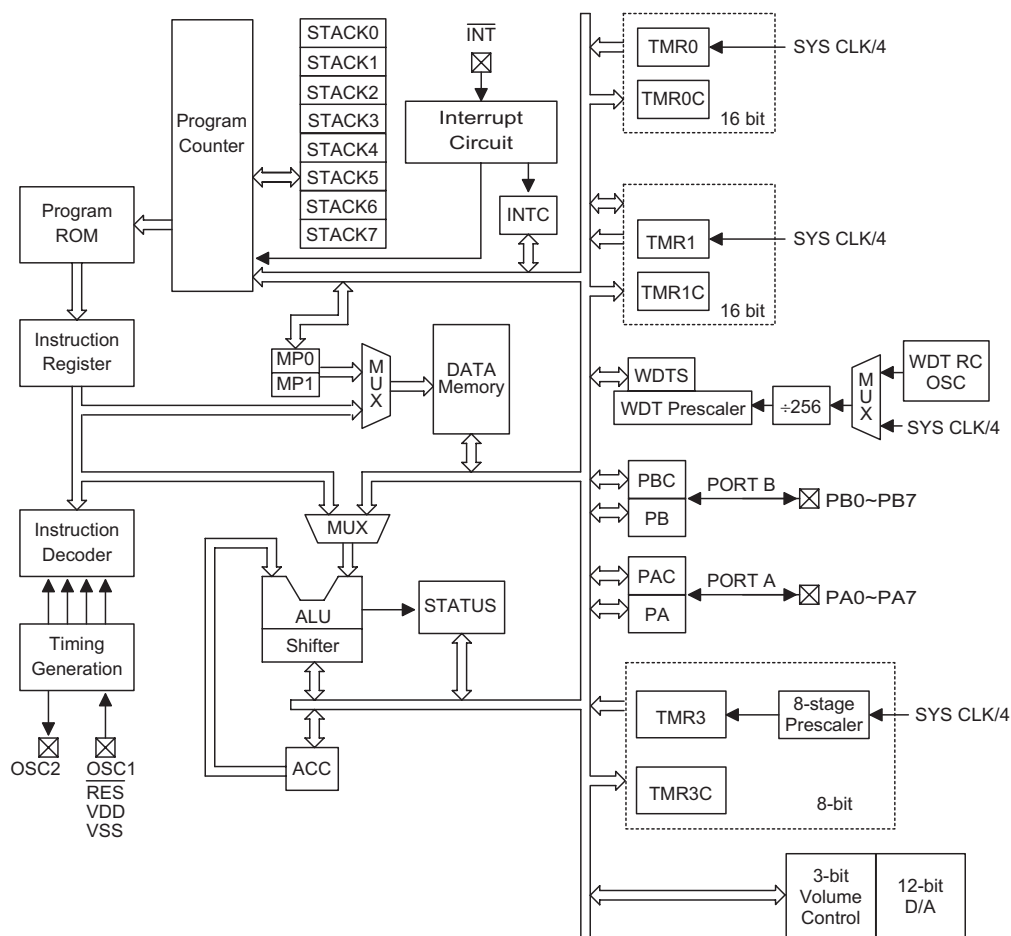 STACK0
STACK1
STACK2
STACK3
STACK4
STACK5
STACK6
STACK7
Program
Counter
Program
ROM
Instruction
Register
Instruction
Decoder
Timing
Generation
OSC2
OSC1
RES
VDD
VSS
INT
Interrupt
Circuit
INTC
MP0
MP1
MUX
DATA
Memory
MUX
ALU
Shifter
STATUS
ACC
TMR0
SYS CLK/4
TMR0C
16 bit
TMR1
SYS CLK/4
TMR1C
16 bit
WDTS
WDT Prescaler
÷256
MUX
WDT RC
OSC
SYS CLK/4
PBC
PB
PORT B
PB0~PB7
PAC
PA
PORT A
PA0~PA7
TMR3
8-stage
Prescaler
SYS CLK/4
TMR3C
8-bit
3-bit
Volume
Control
12-bit
D/A